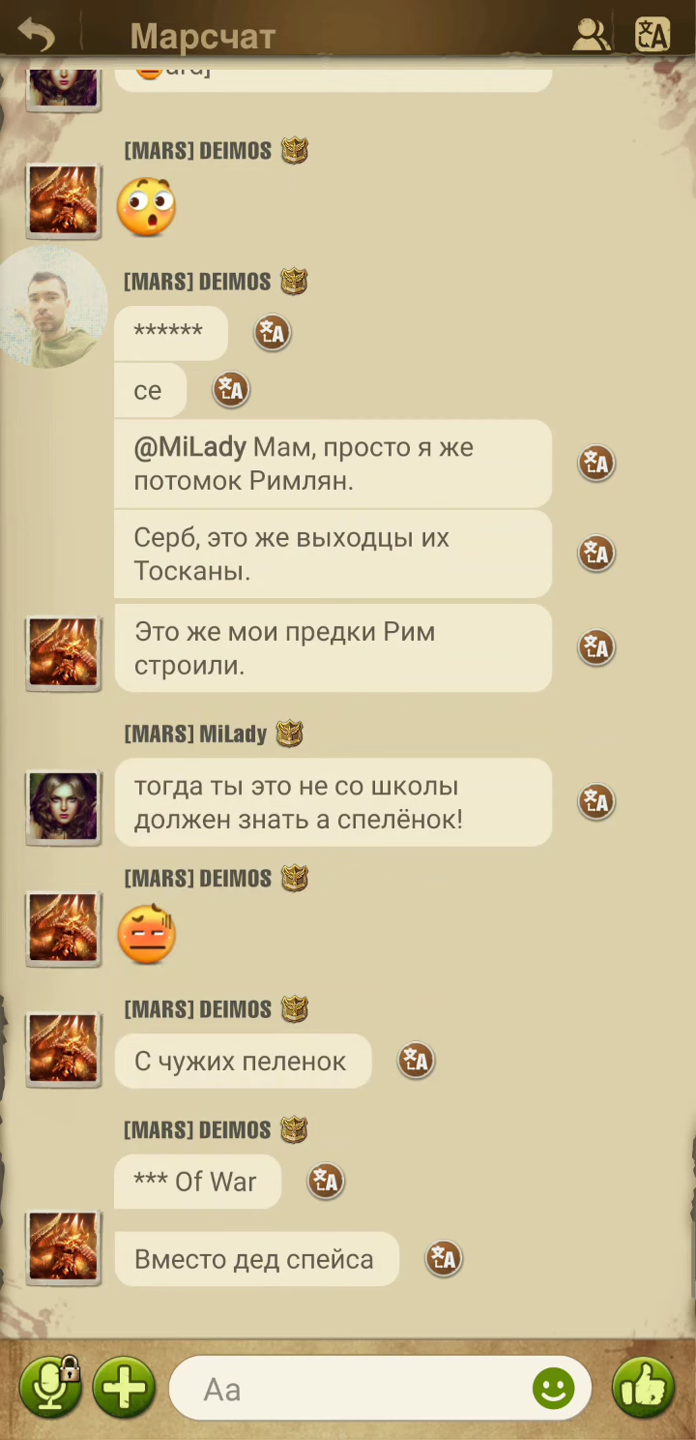 Марсчат
[MARS] DEIMOS
[MARS] DEIMOS
******
се
@MiLady Мам, просто я же
потомок Римлян.
Серб, это же выходцы их
Тосканы.
Это же мои предки Рим
строили.
[MARS] MiLady
тогда ты это не со школы
должен знать а спелёнок!
[MARS] DEIMOS
[MARS] DEIMOS
С чужих пеленок
[MARS] DEIMOS
*** Of War
Вместо дед спейса
Aa